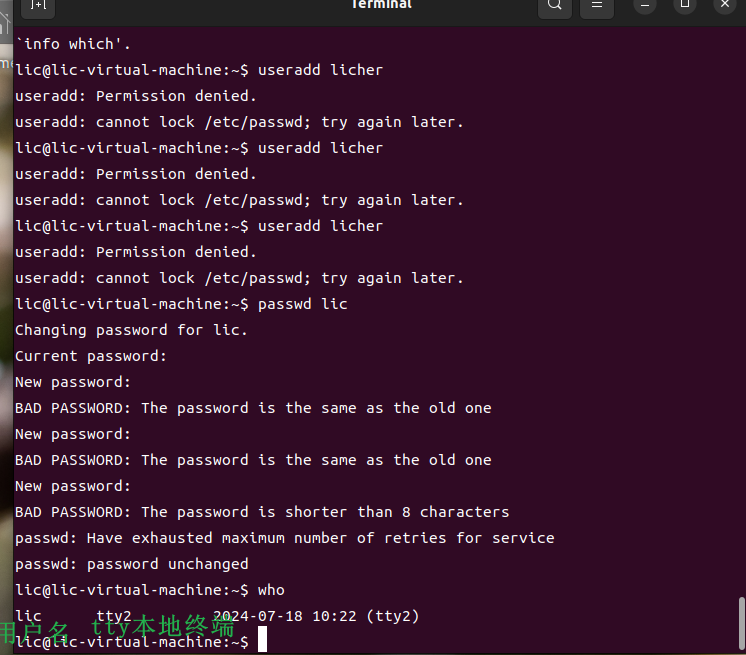 Terminal
`info which'.
lic@lic-virtual-machine:~$ useradd licher
useradd: Permission denied.
useradd: cannot lock /etc/passwd; try again later.
lic@lic-virtual-machine:~$ useradd licher
useradd: Permission denied.
useradd: cannot lock /etc/passwd; try again later.
lic@lic-virtual-machine:~$ useradd licher
useradd: Permission denied.
useradd: cannot lock /etc/passwd; try again later.
lic@lic-virtual-machine:~$ passwd lic
Changing password for lic.
Current password:
New password:
BAD PASSWORD: The password is the same as the old one
New password:
BAD PASSWORD: The password is the same as the old one
New password:
BAD PASSWORD: The password is shorter than 8 characters
passwd: Have exhausted maximum number of retries for service
passwd: password unchanged
lic@lic-virtual-machine:~$ who
lic      tty2         2024-07-18 10:22 (tty2)
用户名 tty本地终端
lic@lic-virtual-machine:~$